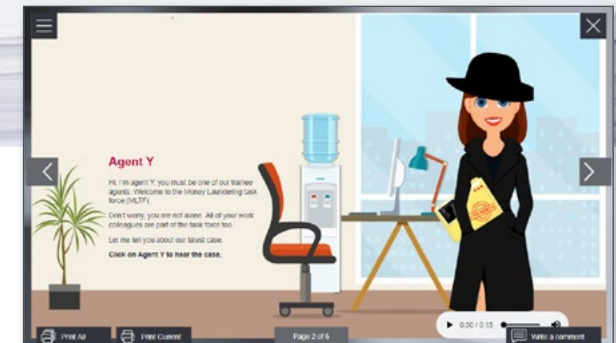 Agent Y
Hi, I'm agent Y, you must be one of our trainee
agents. Welcome to the Money Laundering task
force (MLTF).
Don't worry, you are not alone. All of your work
colleagues are part of the task force too.
Let me tell you about our latest case.
Click on Agent Y to hear the case.
0:00 / 0:15
Print All
Print Current
Page 2 of 6
Write a comment